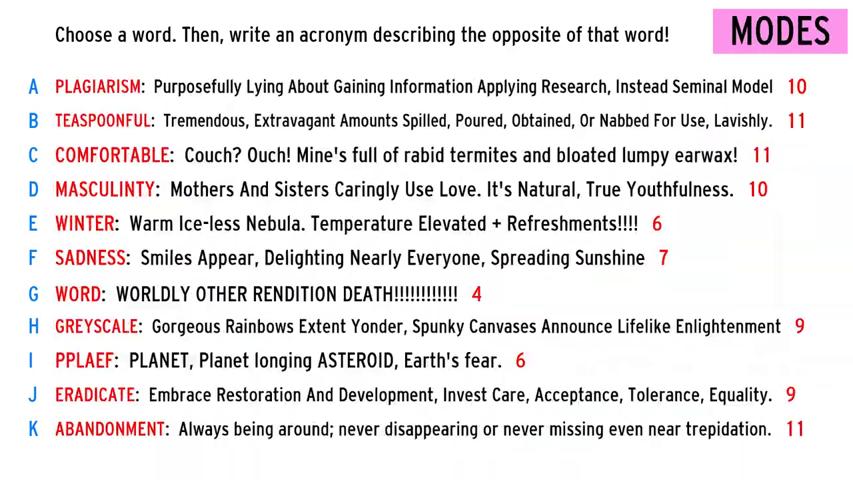 Choose a word. Then, write an acronym describing the opposite of that word!
MODES
A PLAGIARISM: Purposefully Lying About Gaining Information Applying Research, Instead Seminal Model 10
B TEASPOONFUL: Tremendous, Extravagant Amounts Spilled, Poured, Obtained, Or Nabbed For Use, Lavishly. 11
C COMFORTABLE: Couch? Ouch! Mine's full of rabid termites and bloated lumpy earwax! 11
D MASCULINTY: Mothers And Sisters Caringly Use Love. It's Natural, True Youthfulness. 10
E WINTER: Warm Ice-less Nebula. Temperature Elevated + Refreshments!!!! 6
F SADNESS: Smiles Appear, Delighting Nearly Everyone, Spreading Sunshine 7
G WORD: WORLDLY OTHER RENDITION DEATH!!!!!!!!!!!! 4
H GREYSCALE: Gorgeous Rainbows Extent Yonder, Spunky Canvases Announce Lifelike Enlightenment 9
I PPLAEF: PLANET, Planet longing ASTEROID, Earth's fear. 6
J ERADICATE: Embrace Restoration And Development, Invest Care, Acceptance, Tolerance, Equality. 9
K ABANDONMENT: Always being around; never disappearing or never missing even near trepidation. 11